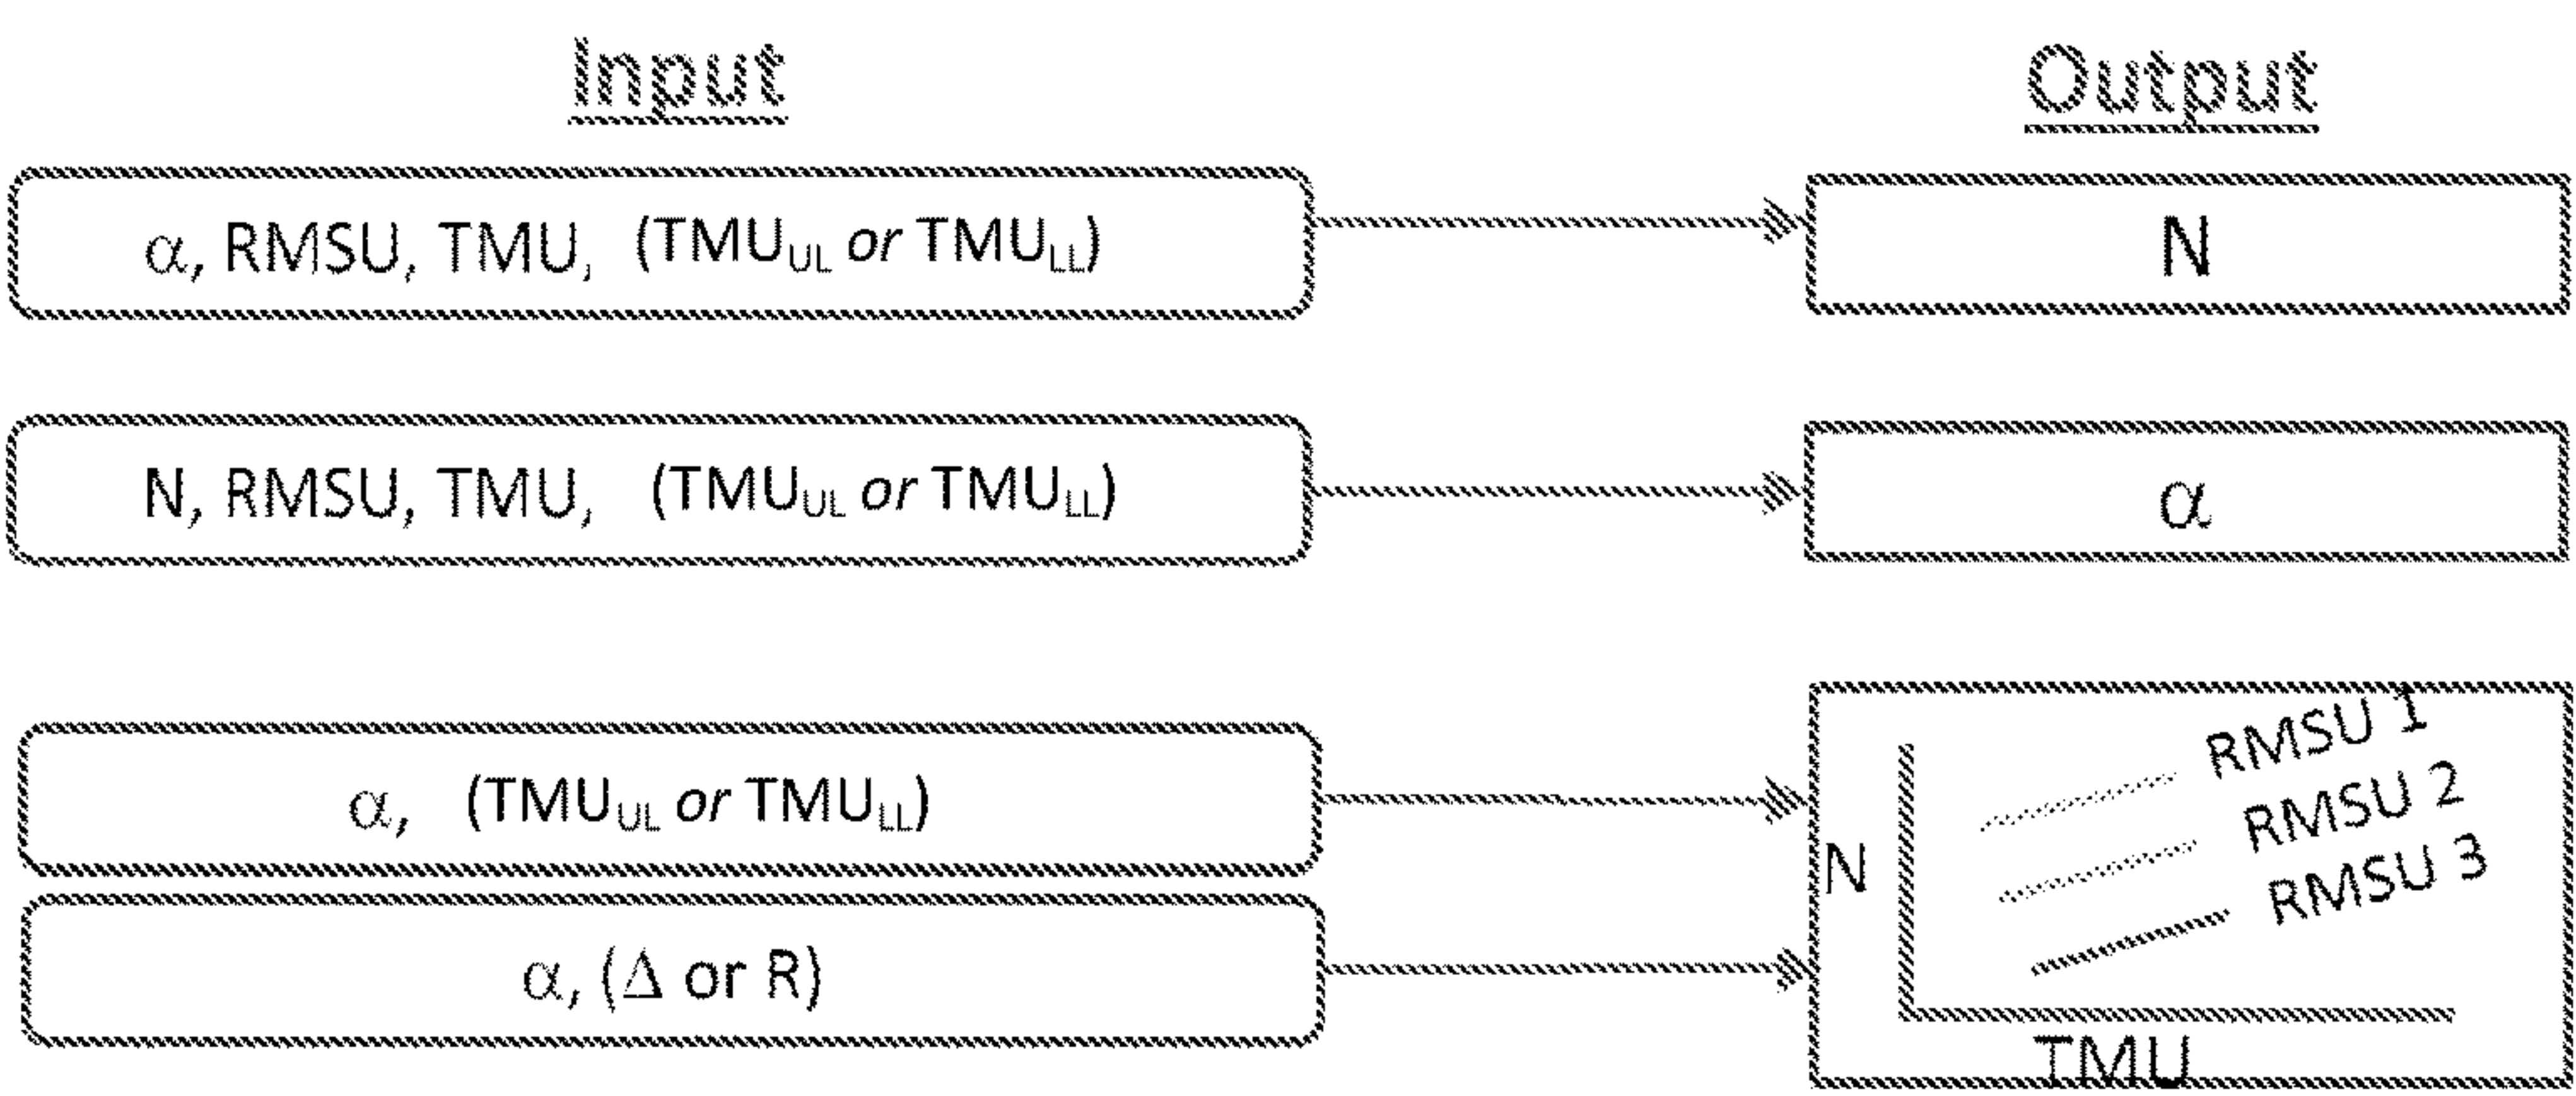 Input Output
α, RMSU, TMU, (TMU_UL or TMU_LL) N
N, RMSU, TMU, (TMU_UL or TMU_LL) α
α, (TMU_UL or TMU_LL)
α, (Δ or R)
RMSU 1
RMSU 2
RMSU 3
N
TMU